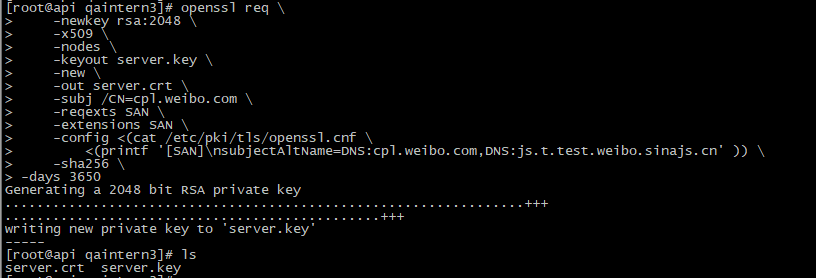 [root@api qaintern3]# openssl req \
>     -newkey rsa:2048 \
>     -x509 \
>     -nodes \
>     -keyout server.key \
>     -new \
>     -out server.crt \
>     -subj /CN=cpl.weibo.com \
>     -reqexts SAN \
>     -extensions SAN \
>     -config <(cat /etc/pki/tls/openssl.cnf \
>         <(printf '[SAN]\nsubjectAltName=DNS:cpl.weibo.com,DNS:js.t.test.weibo.sinajs.cn' )) \
>     -sha256 \
> -days 3650
Generating a 2048 bit RSA private key
.................................................................+++
...............................................+++
writing new private key to 'server.key'
-----
[root@api qaintern3]# ls
server.crt  server.key